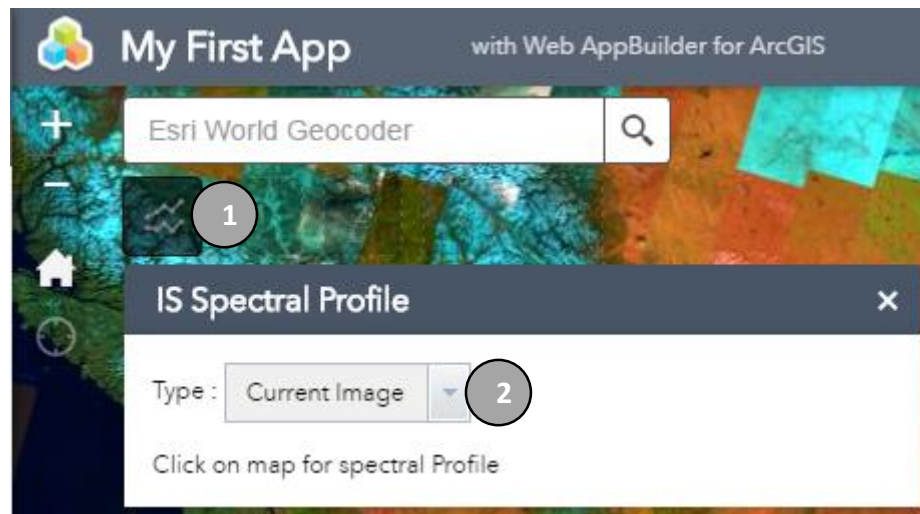 My First App with Web AppBuilder for ArcGIS
Esri World Geocoder
1
IS Spectral Profile
Type : Current Image 2
Click on map for spectral Profile